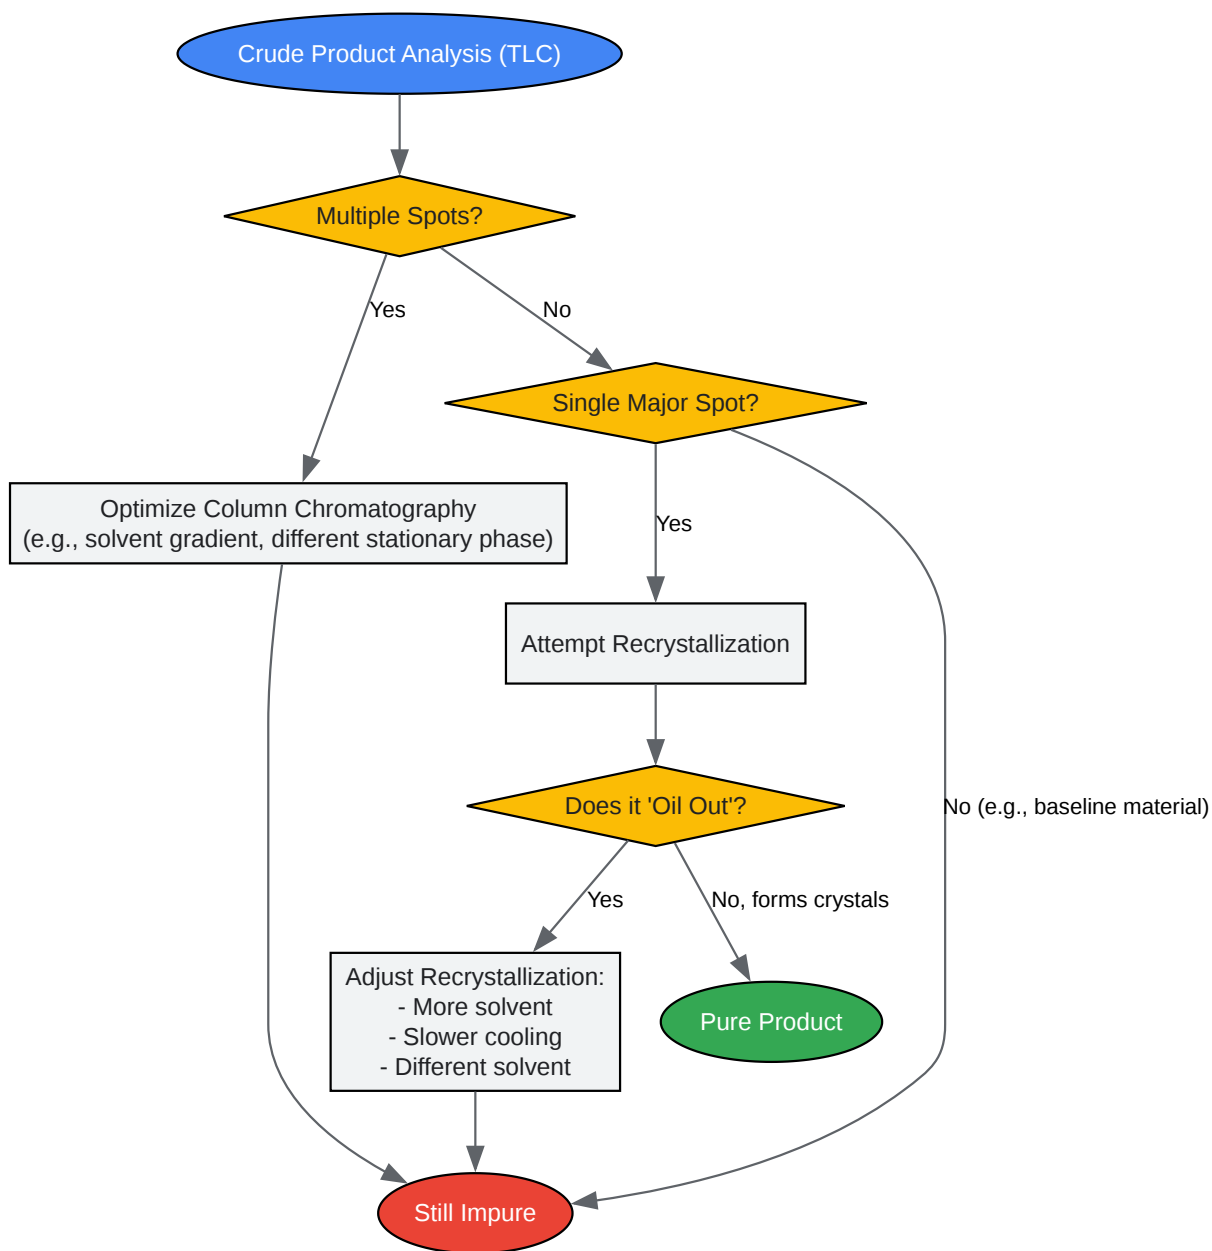 Crude Product Analysis (TLC)
Multiple Spots?
Yes
No
Single Major Spot?
Optimize Column Chromatography
(e.g., solvent gradient, different stationary phase)
Yes
Attempt Recrystallization
Does it 'Oil Out'?
No (e.g., baseline material)
Yes
No, forms crystals
Adjust Recrystallization:
- More solvent
- Slower cooling
- Different solvent
Pure Product
Still Impure